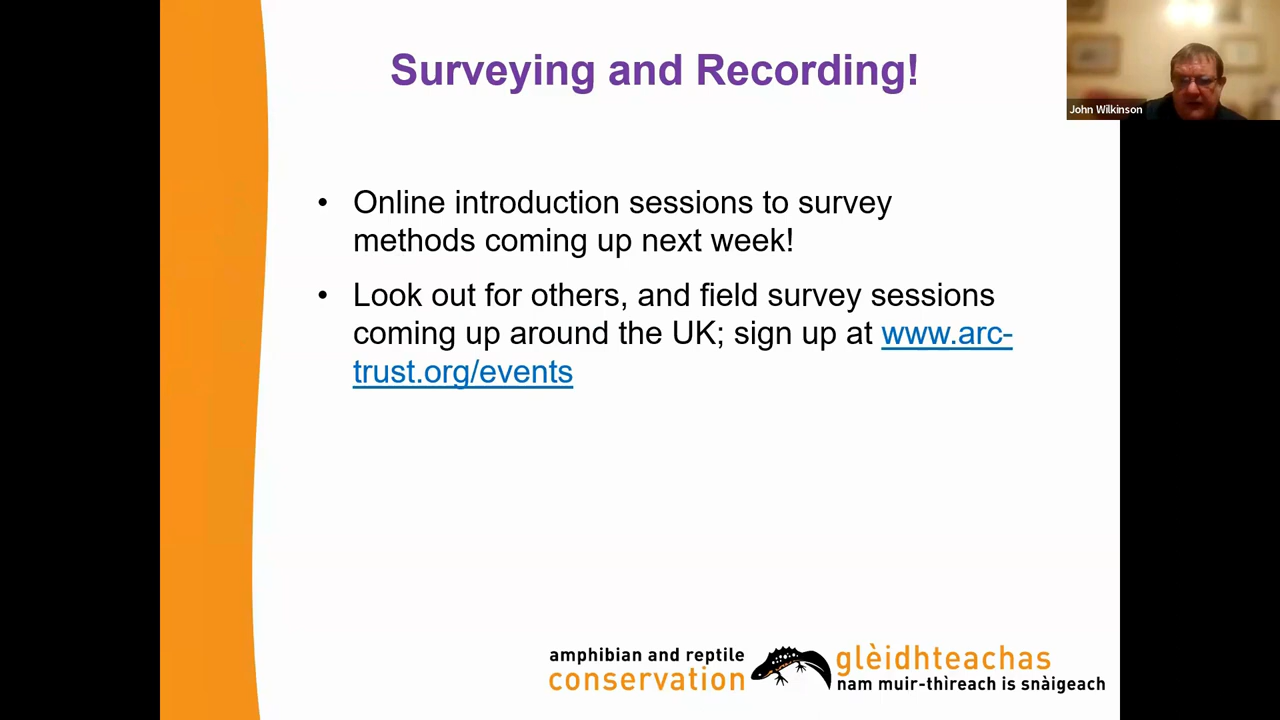 Surveying and Recording!
John Wilkinson
• Online introduction sessions to survey
methods coming up next week!
• Look out for others, and field survey sessions
coming up around the UK; sign up at www.arc-
trust.org/events
amphibian and reptile
conservation
glèidhteachas
nam muir-thìreach is snàigeach